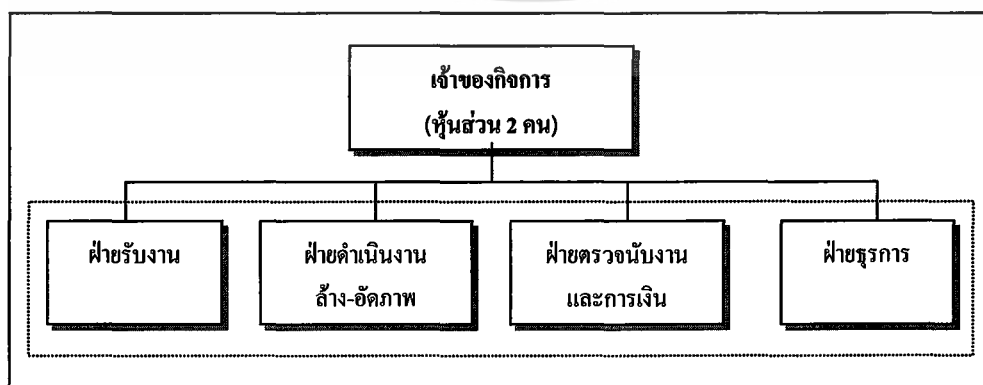 เจ้าของกิจการ
(หุ้นส่วน 2 คน)
ฝ่ายรับงาน
ฝ่ายดำเนินงาน
ล้าง-อัดภาพ
ฝ่ายตรวจนับงาน
และการเงิน
ฝ่ายธุรการ